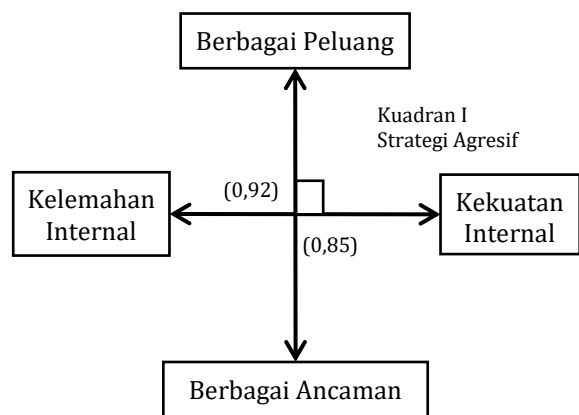 Berbagai Peluang
Kuadran I
Strategi Agresif
Kelemahan
Internal
(0,92)
Kekuatan
Internal
(0,85)
Berbagai Ancaman